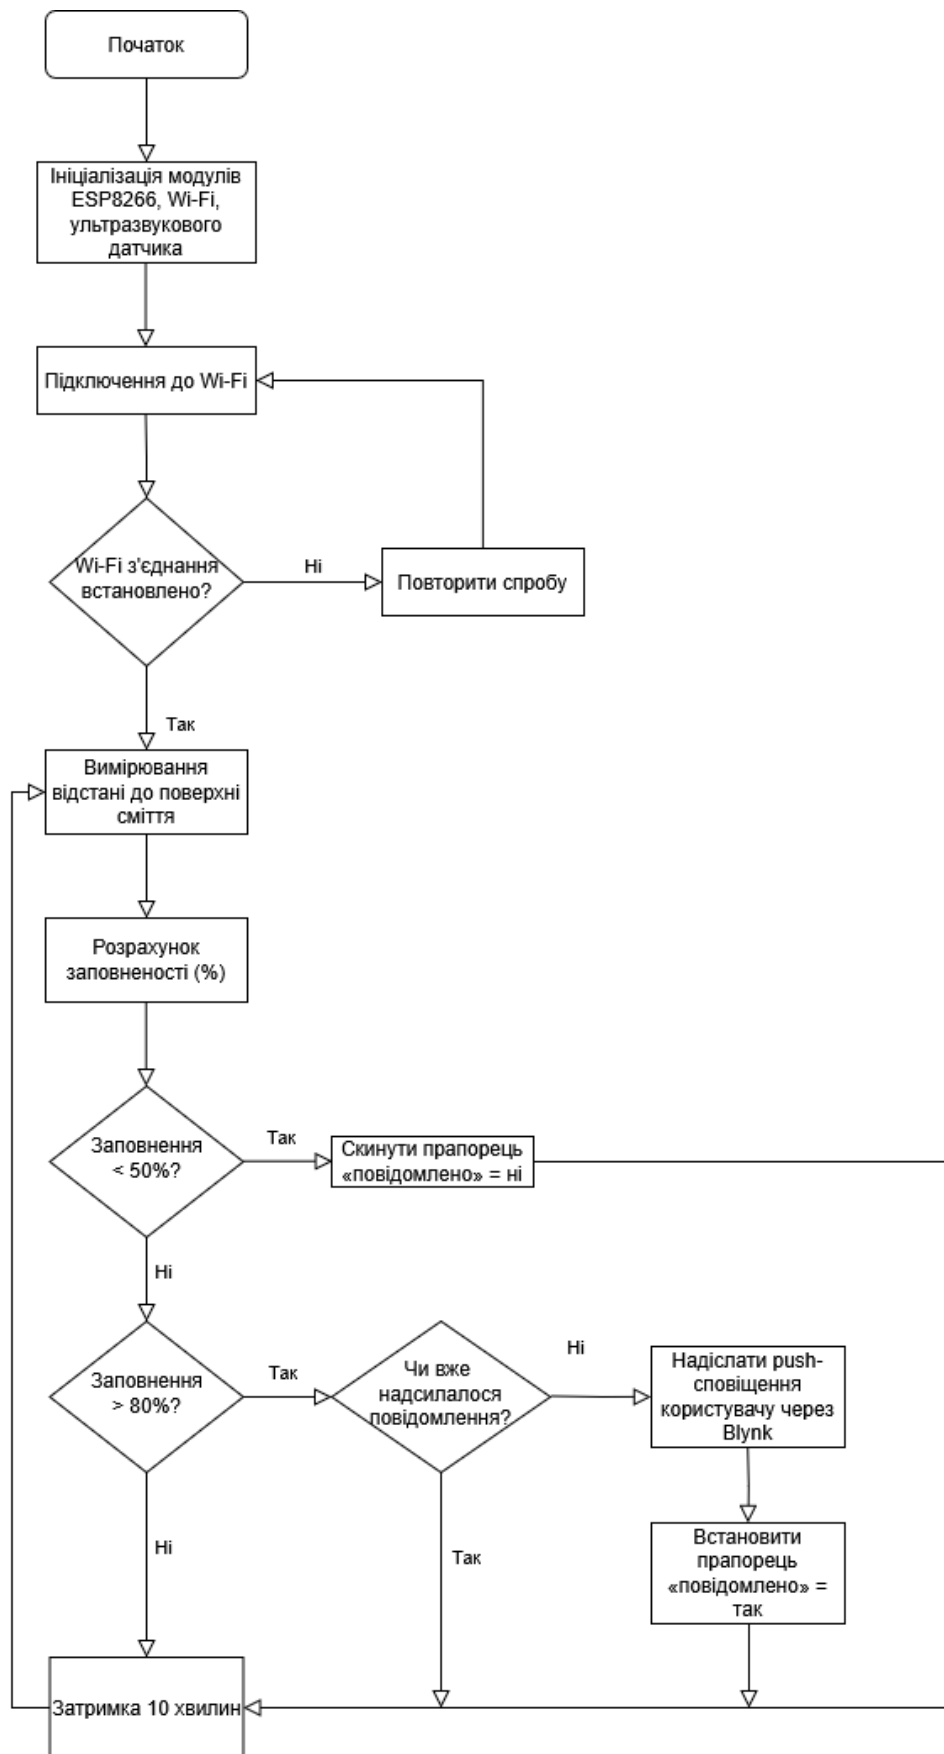 Початок
Ініціалізація модулів
ESP8266, Wi-Fi,
ультразвукового
датчика
Підключення до Wi-Fi
Wi-Fi з'єднання
встановлено?
Ні
Повторити спробу
Так
Вимірювання
відстані до поверхні
сміття
Розрахунок
заповненості (%)
Заповнення
< 50%?
Так
Скинути прапорець
«повідомлено» = ні
Ні
Заповнення
> 80%?
Так
Чи вже
надсилалося
повідомлення?
Ні
Надіслати push-
сповіщення
користувачу через
Blynk
Ні
Так
Встановити
прапорець
«повідомлено» =
так
Затримка 10 хвилин